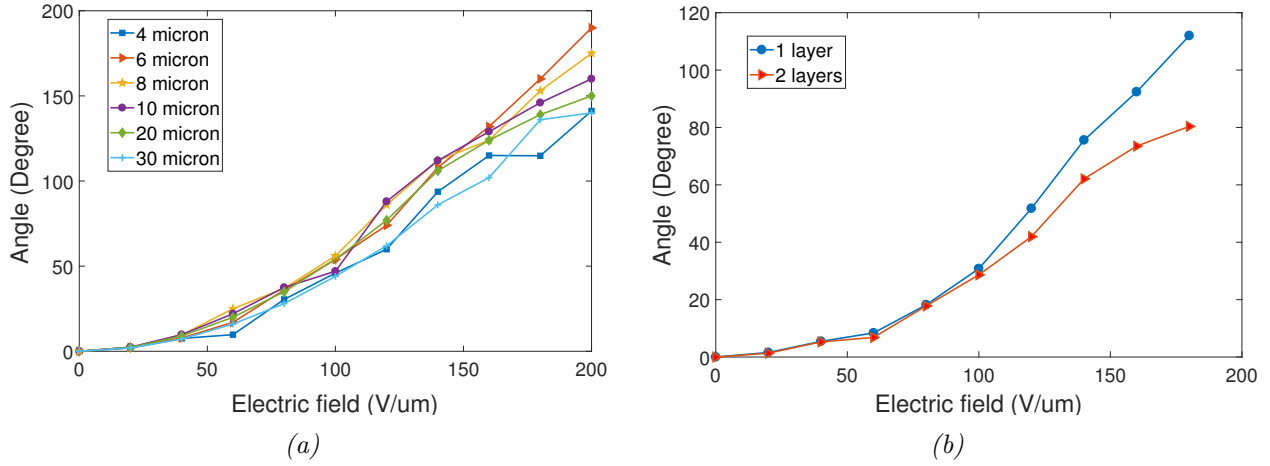 200
150
100
50
0
Angle (Degree)
4 micron
6 micron
8 micron
10 micron
20 micron
30 micron
0
50
100
150
200
Electric field (V/um)
(a)
120
100
80
60
40
20
0
Angle (Degree)
1 layer
2 layers
0
50
100
150
200
Electric field (V/um)
(b)